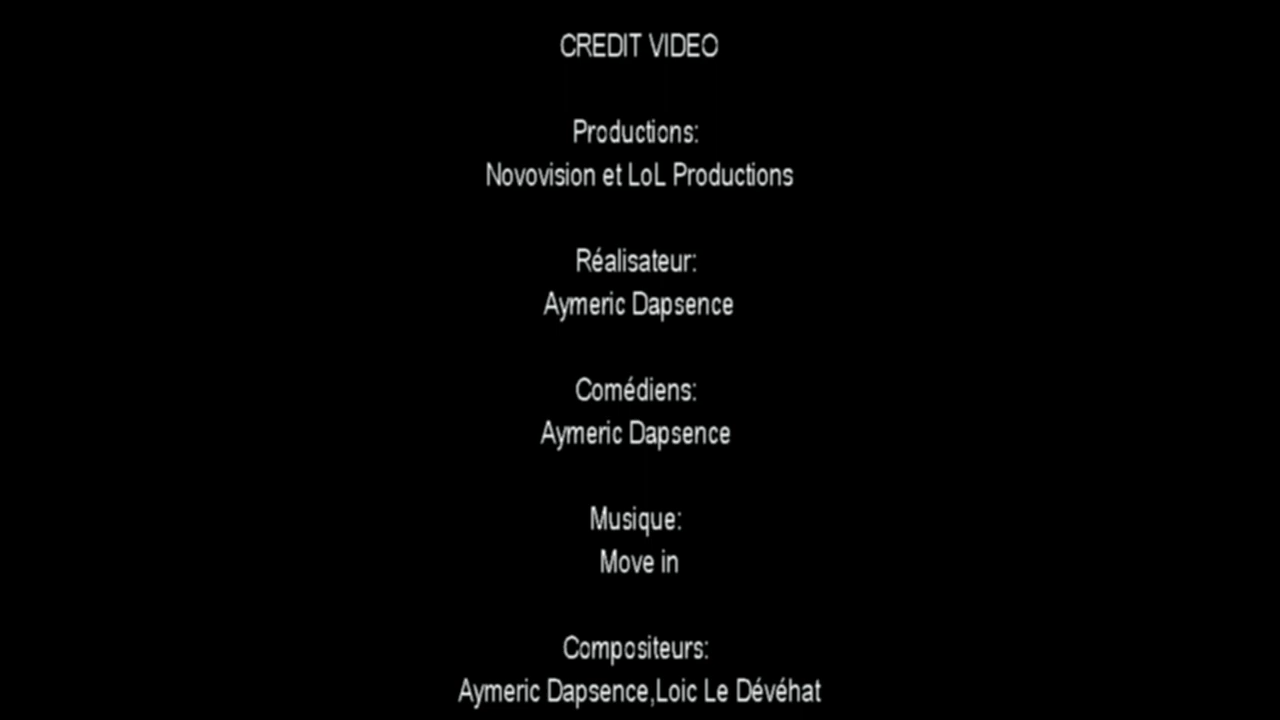 CREDIT VIDEO
Productions:
Novovision et LoL Productions
Réalisateur:
Aymeric Dapsence
Comédiens:
Aymeric Dapsence
Musique:
Move in
Compositeurs:
Aymeric Dapsence,Loic Le Dévéhat